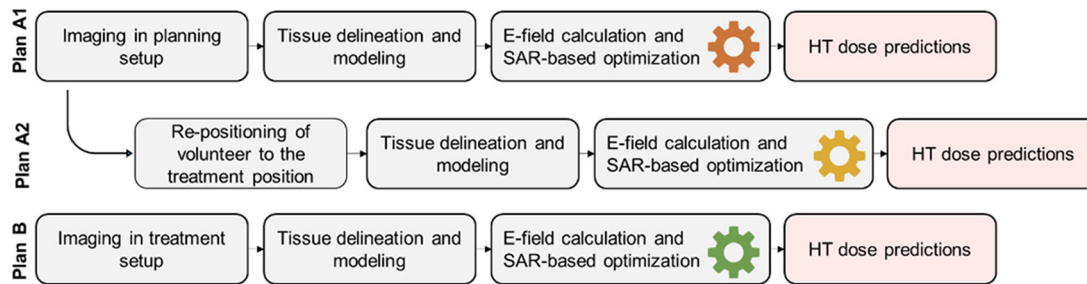 Plan A1
Imaging in planning
setup
Tissue delineation and
modeling
E-field calculation and
SAR-based optimization
HT dose predictions
Plan A2
Re-positioning of
volunteer to the
treatment position
Tissue delineation and
modeling
E-field calculation and
SAR-based optimization
HT dose predictions
Plan B
Imaging in treatment
setup
Tissue delineation and
modeling
E-field calculation and
SAR-based optimization
HT dose predictions